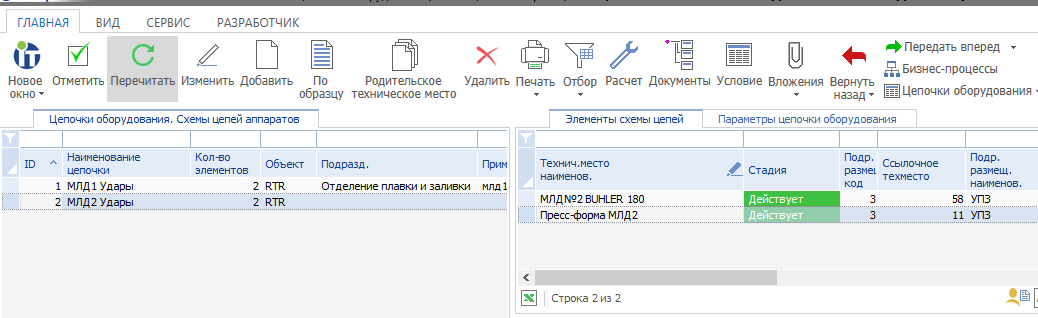 ГЛАВНАЯ ВИД СЕРВИС РАЗРАБОТЧИК
Новое окно
Отметить
Перечитать
Изменить
Добавить
По образцу
Родительское техническое место
Удалить
Печать
Отбор
Расчет
Документы
Условие
Вложения
Вернуть назад
Передать вперед
Бизнес-процессы
Цепочки оборудования
Цепочки оборудования. Схемы цепей аппаратов
ID Наименование цепочки Кол-во элементов Объект Подразд. Прим
1 МЛД1 Удары 2 RTR Отделение плавки и заливки млд1
2 МЛД2 Удары 2 RTR
Элементы схемы цепей Параметры цепочки оборудования
Технич.место наименов. Стадия Подр. размещ. код Ссылочное техместо Подр. размещ. наименов.
МЛД№2 BUHLER 180 Действует 3 58 УПЗ
Пресс-форма МЛД2 Действует 3 11 УПЗ
Строка 2 из 2